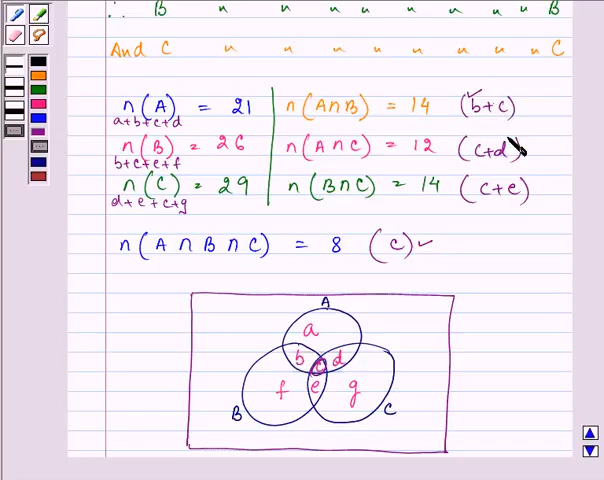 ∴ B " " " " " " " " B
And C " " " " " " " " C
n(A) = 21 n(A∩B) = 14 (b+c)
a+b+c+d
n(B) = 26 n(A∩C) = 12 (c+d)
b+c+e+f
n(C) = 29 n(B∩C) = 14 (c+e)
d+e+c+g
n(A∩B∩C) = 8 (c) ✓
A
a
b c d
f e g
B C